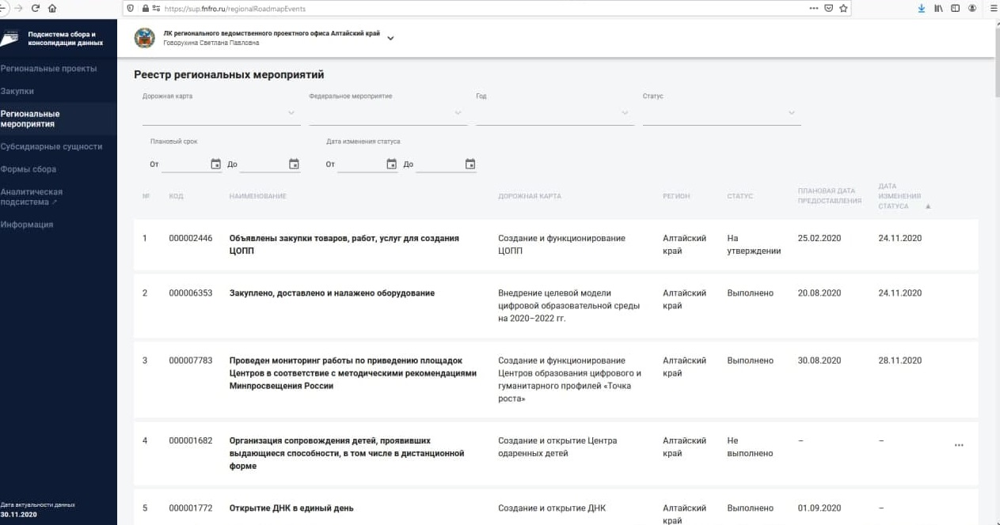 https://sup.fnfro.ru/regionalRoadmapEvents
Подсистема сбора и
консолидации данных
ЛК регионального ведомственного проектного офиса Алтайский край
Говорухина Светлана Павловна
Региональные проекты
Закупки
Региональные
мероприятия
Субсидиарные сущности
Формы сбора
Аналитическая
подсистема ↗
Информация
Дата актуальности данных
30.11.2020
Реестр региональных мероприятий
Дорожная карта Федеральное мероприятие Год Статус
Плановый срок Дата изменения статуса
От До От До
№ КОД НАИМЕНОВАНИЕ ДОРОЖНАЯ КАРТА РЕГИОН СТАТУС ПЛАНОВАЯ ДАТА ДАТА
ПРЕДОСТАВЛЕНИЯ ИЗМЕНЕНИЯ
СТАТУСА ▲
1 000002446 Объявлены закупки товаров, работ, услуг для создания Создание и функционирование Алтайский На 25.02.2020 24.11.2020
ЦОПП ЦОПП край утверждении
2 000006353 Закуплено, доставлено и налажено оборудование Внедрение целевой модели Алтайский Выполнено 20.08.2020 24.11.2020
цифровой образовательной среды край
на 2020–2022 гг.
3 000007783 Проведен мониторинг работы по приведению площадок Создание и функционирование Алтайский Выполнено 30.08.2020 28.11.2020
Центров в соответствие с методическими рекомендациями Центров образования цифрового и край
Минпросвещения России гуманитарного профилей «Точка
роста»
4 000001682 Организация сопровождения детей, проявивших Создание и открытие Центра Алтайский Не – –
выдающиеся способности, в том числе в дистанционной одаренных детей край выполнено
форме
5 000001772 Открытие ДНК в единый день Создание и открытие ДНК Алтайский Выполнено 01.09.2020 –
край